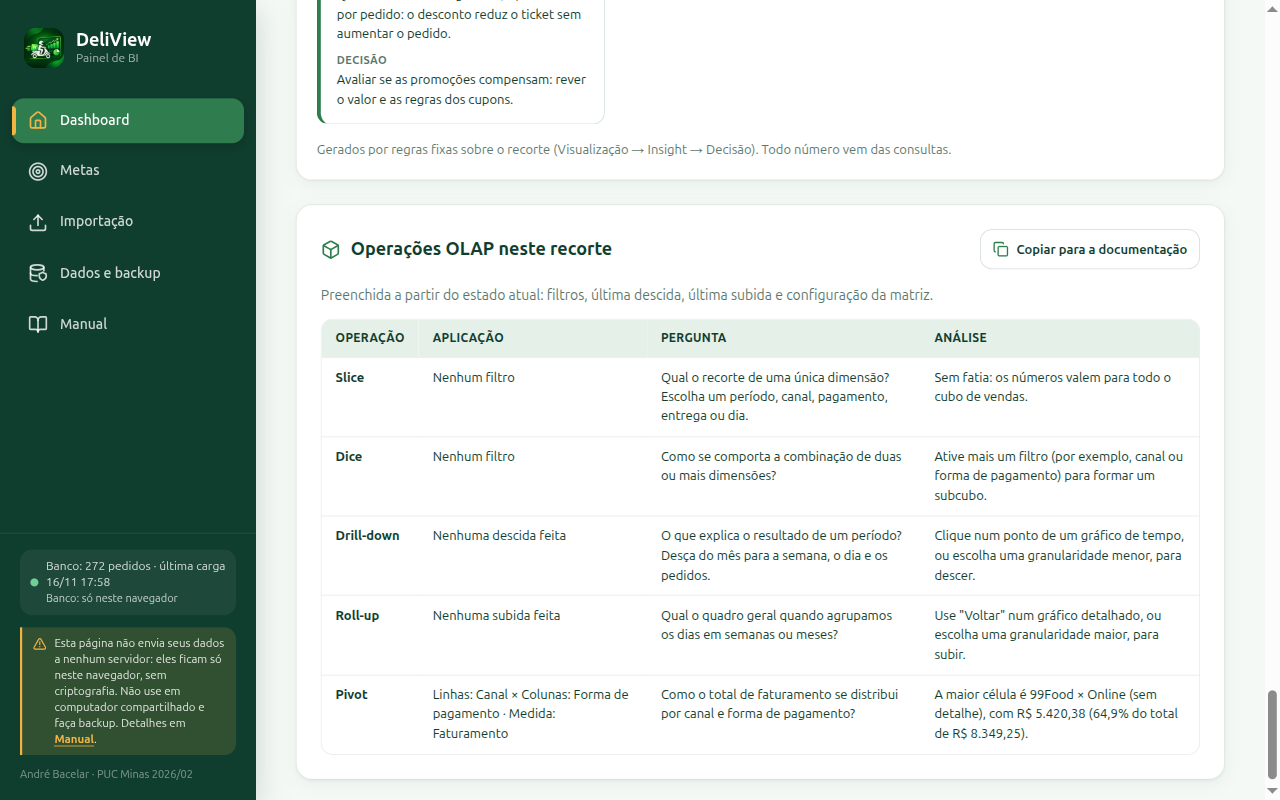 DeliView
Painel de BI
Dashboard
Metas
Importação
Dados e backup
Manual
Banco: 272 pedidos · última carga
16/11 17:58
Banco: só neste navegador
Esta página não envia seus dados
a nenhum servidor: eles ficam só
neste navegador, sem
criptografia. Não use em
computador compartilhado e
faça backup. Detalhes em
Manual.
André Bacelar · PUC Minas 2026/02
por pedido: o desconto reduz o ticket sem
aumentar o pedido.
DECISÃO
Avaliar se as promoções compensam: rever
o valor e as regras dos cupons.
Gerados por regras fixas sobre o recorte (Visualização → Insight → Decisão). Todo número vem das consultas.
Operações OLAP neste recorte
Copiar para a documentação
Preenchida a partir do estado atual: filtros, última descida, última subida e configuração da matriz.
OPERAÇÃO APLICAÇÃO PERGUNTA ANÁLISE
Slice
Nenhum filtro
Qual o recorte de uma única dimensão?
Escolha um período, canal, pagamento,
entrega ou dia.
Sem fatia: os números valem para todo o
cubo de vendas.
Dice
Nenhum filtro
Como se comporta a combinação de duas
ou mais dimensões?
Ative mais um filtro (por exemplo, canal ou
forma de pagamento) para formar um
subcubo.
Drill-down
Nenhuma descida feita
O que explica o resultado de um período?
Desça do mês para a semana, o dia e os
pedidos.
Clique num ponto de um gráfico de tempo,
ou escolha uma granularidade menor, para
descer.
Roll-up
Nenhuma subida feita
Qual o quadro geral quando agrupamos
os dias em semanas ou meses?
Use "Voltar" num gráfico detalhado, ou
escolha uma granularidade maior, para
subir.
Pivot
Linhas: Canal × Colunas: Forma de
pagamento · Medida:
Faturamento
Como o total de faturamento se distribui
por canal e forma de pagamento?
A maior célula é 99Food × Online (sem
detalhe), com R$ 5.420,38 (64,9% do total
de R$ 8.349,25).